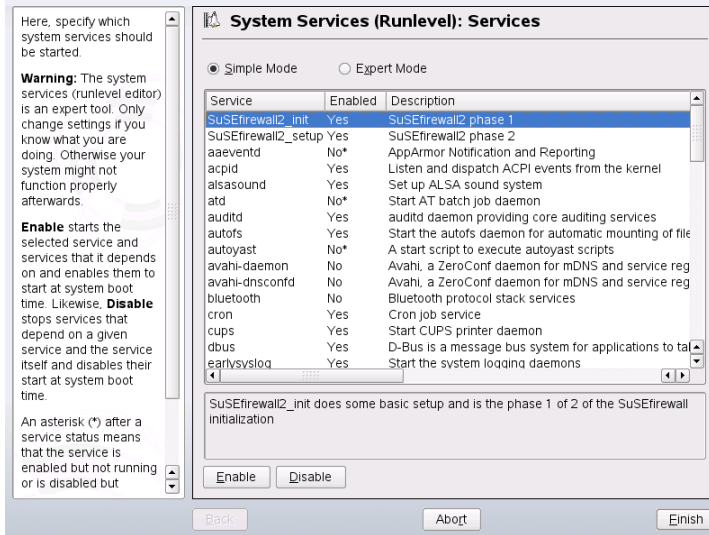 Here, specify which
system services should
be started.
Warning: The system
services (runlevel editor)
is an expert tool. Only
change settings if you
know what you are
doing. Otherwise your
system might not
function properly
afterwards.
Enable starts the
selected service and
services that it depends
on and enables them to
start at system boot
time. Likewise, Disable
stops services that
depend on a given
service and the service
itself and disables their
start at system boot
time.
An asterisk (*) after a
service status means
that the service is
enabled but not running
or is disabled but
System Services (Runlevel): Services
Simple Mode Expert Mode
Service Enabled Description
SuSEfirewall2_init Yes SuSEfirewall2 phase 1
SuSEfirewall2_setup Yes SuSEfirewall2 phase 2
aaeventd No* AppArmor Notification and Reporting
acpid Yes Listen and dispatch ACPI events from the kernel
alsasound Yes Set up ALSA sound system
atd No* Start AT batch job daemon
auditd Yes auditd daemon providing core auditing services
autofs Yes Start the autofs daemon for automatic mounting of file
autoyast No* A start script to execute autoyast scripts
avahi-daemon No Avahi, a ZeroConf daemon for mDNS and service reg
avahi-dnsconfd No Avahi, a ZeroConf daemon for mDNS and service reg
bluetooth No Bluetooth protocol stack services
cron Yes Cron job service
cups Yes Start CUPS printer daemon
dbus Yes D-Bus is a message bus system for applications to tal
earlysyslog Yes Start the system logging daemons
SuSEfirewall2_init does some basic setup and is the phase 1 of 2 of the SuSEfirewall
initialization
Enable Disable
Back Abort Finish